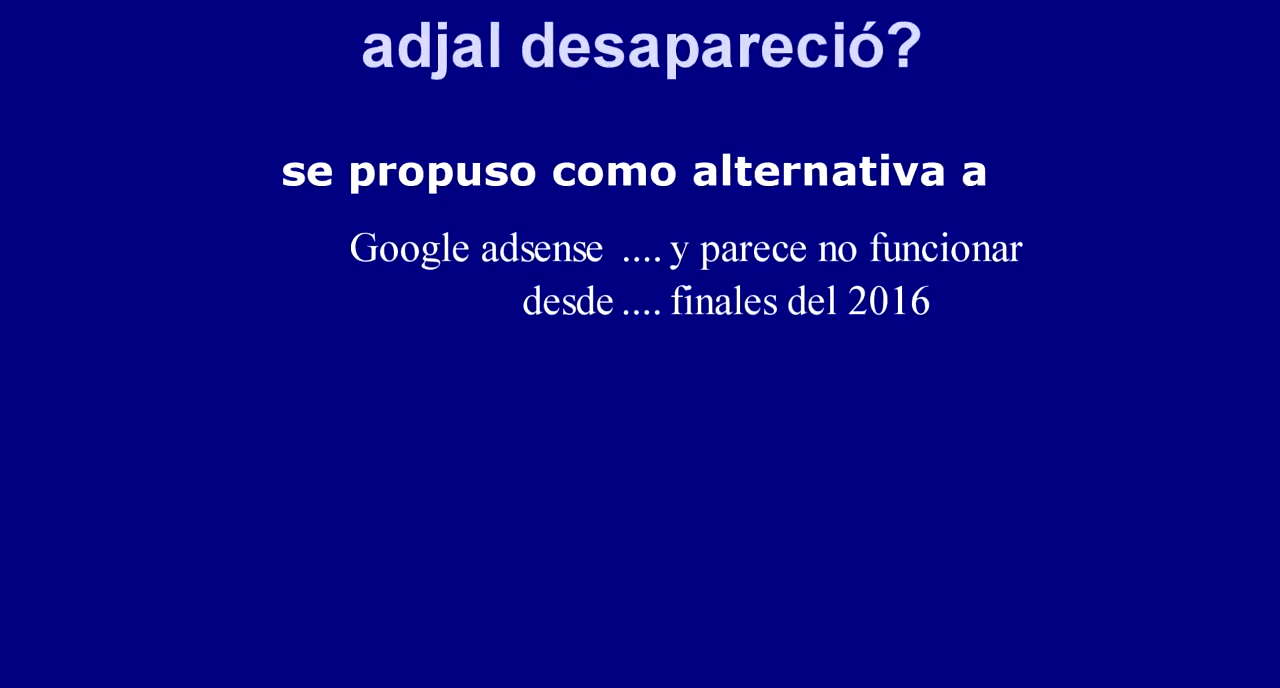 adjal desapareció?
se propuso como alternativa a
Google adsense .... y parece no funcionar
desde .... finales del 2016